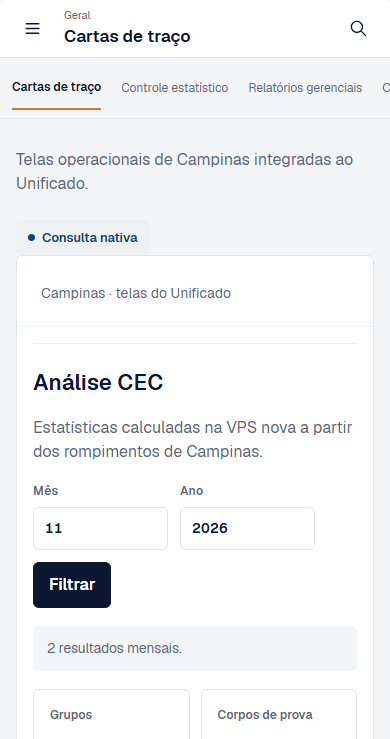 Geral
Cartas de traço
Cartas de traço
Controle estatístico
Relatórios gerenciais
Telas operacionais de Campinas integradas ao
Unificado.
Consulta nativa
Campinas · telas do Unificado
Análise CEC
Estatísticas calculadas na VPS nova a partir
dos rompimentos de Campinas.
Mês
Ano
11
2026
Filtrar
2 resultados mensais.
Grupos
Corpos de prova